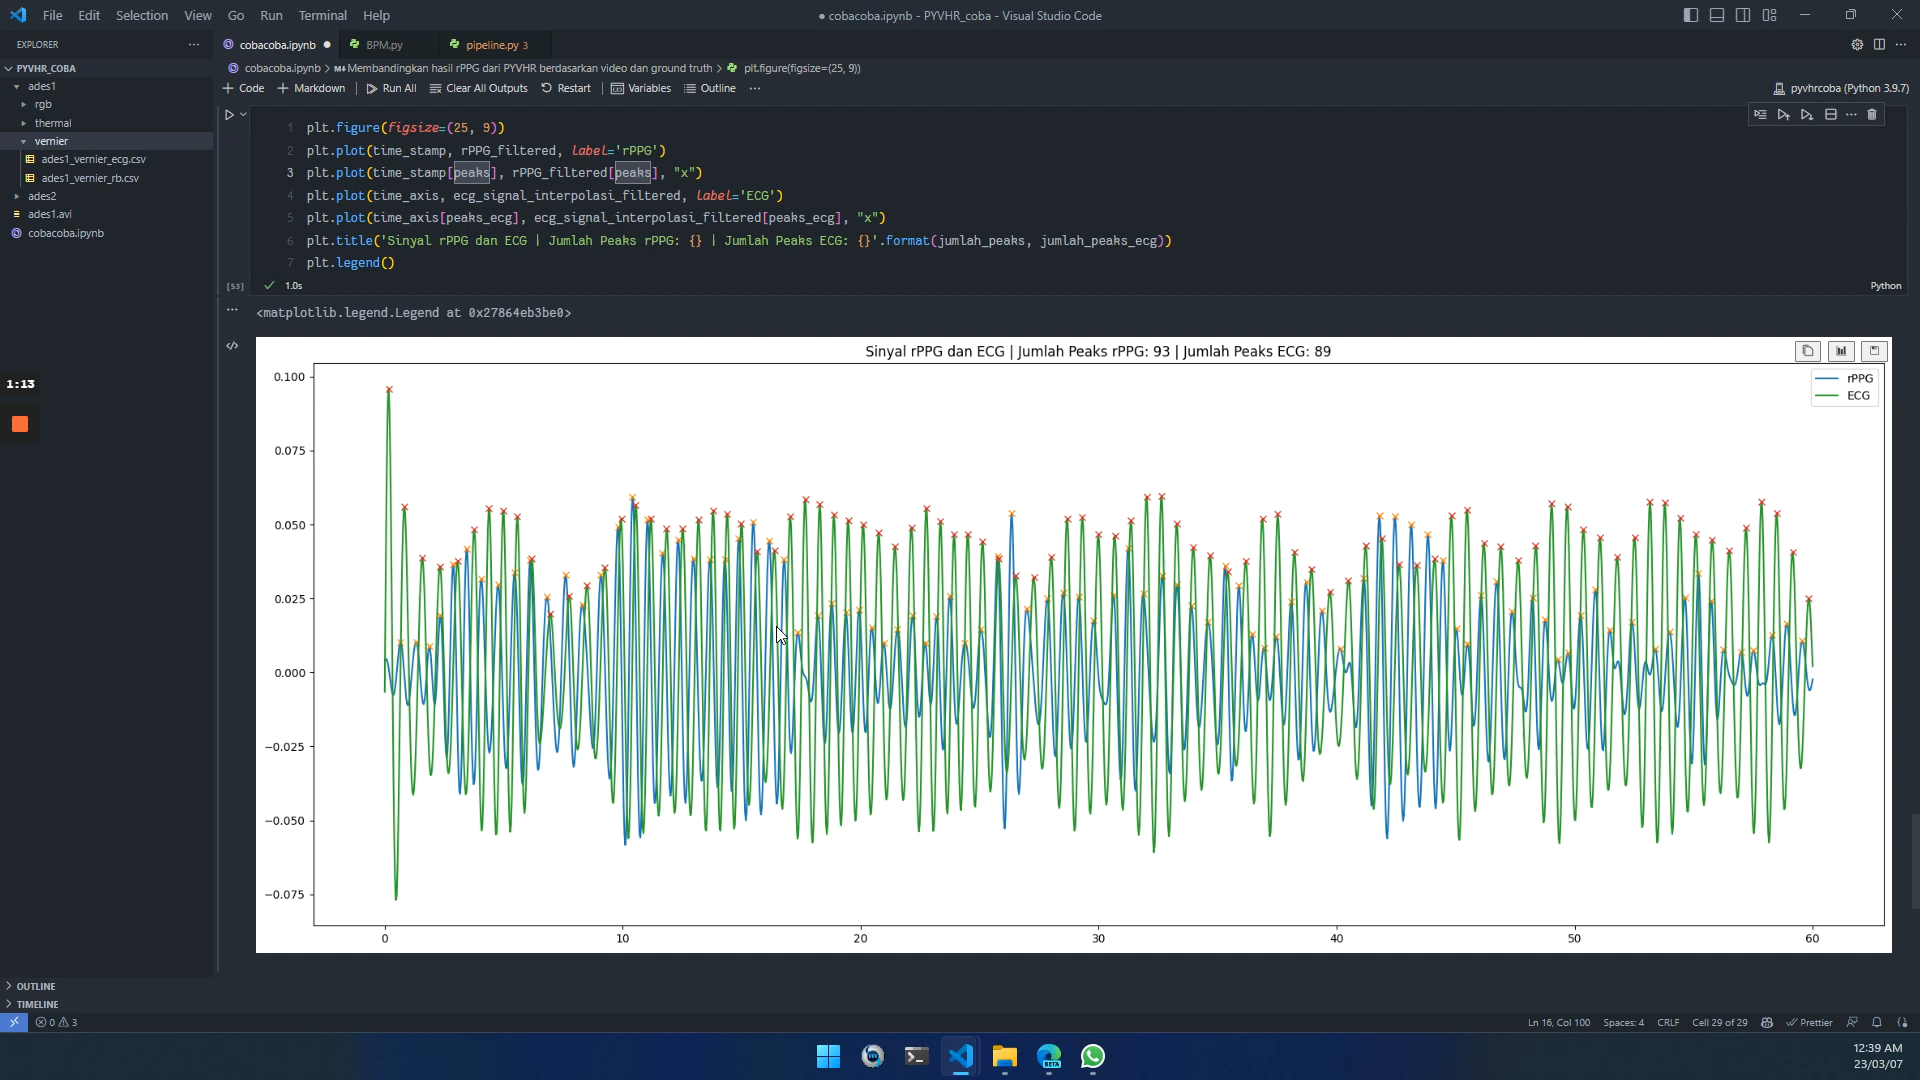 File Edit Selection View Go Run Terminal Help
● cobacoba.ipynb - PYVHR_coba - Visual Studio Code
EXPLORER
cobacoba.ipynb ●
BPM.py
pipeline.py 3
PYVHR_COBA
cobacoba.ipynb > M↓Membandingkan hasil rPPG dari PYVHR berdasarkan video dan ground truth > plt.figure(figsize=(25, 9))
+ Code + Markdown | Run All Clear All Outputs Restart | Variables Outline ...
pyvhrcoba (Python 3.9.7)
ades1
rgb
thermal
vernier
ades1_vernier_ecg.csv
ades1_vernier_rb.csv
ades2
ades1.avi
cobacoba.ipynb
1 plt.figure(figsize=(25, 9))
2 plt.plot(time_stamp, rPPG_filtered, label='rPPG')
3 plt.plot(time_stamp[peaks], rPPG_filtered[peaks], "x")
4 plt.plot(time_axis, ecg_signal_interpolasi_filtered, label='ECG')
5 plt.plot(time_axis[peaks_ecg], ecg_signal_interpolasi_filtered[peaks_ecg], "x")
6 plt.title('Sinyal rPPG dan ECG | Jumlah Peaks rPPG: {} | Jumlah Peaks ECG: {}'.format(jumlah_peaks, jumlah_peaks_ecg))
7 plt.legend()
[53] ✓ 1.0s
Python
<matplotlib.legend.Legend at 0x27864eb3be0>
1:13
Sinyal rPPG dan ECG | Jumlah Peaks rPPG: 93 | Jumlah Peaks ECG: 89
rPPG
ECG
0.100
0.075
0.050
0.025
0.000
−0.025
−0.050
−0.075
0 10 20 30 40 50 60
OUTLINE
TIMELINE
0 3
Ln 16, Col 100 Spaces: 4 CRLF Cell 29 of 29 Prettier
BETA
12:39 AM
23/03/07